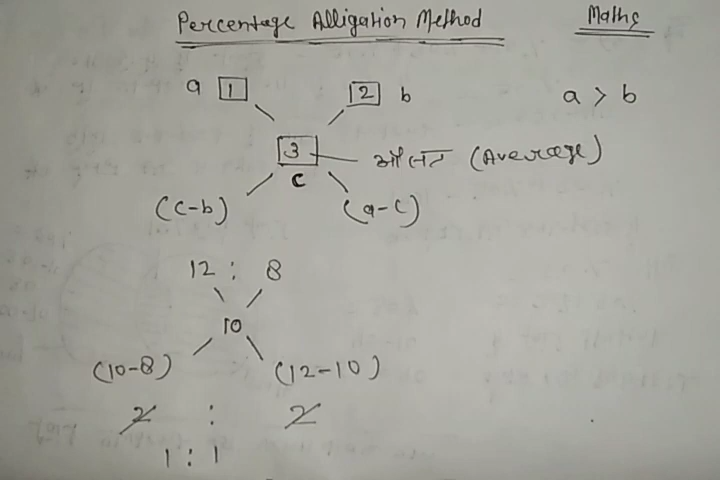 Percentage Alligation Method Maths
a 1 2 b a > b
3 औसत (Average)
c
(c-b) (a-c)
12 : 8
10
(10-8) (12-10)
2 : 2
1 : 1